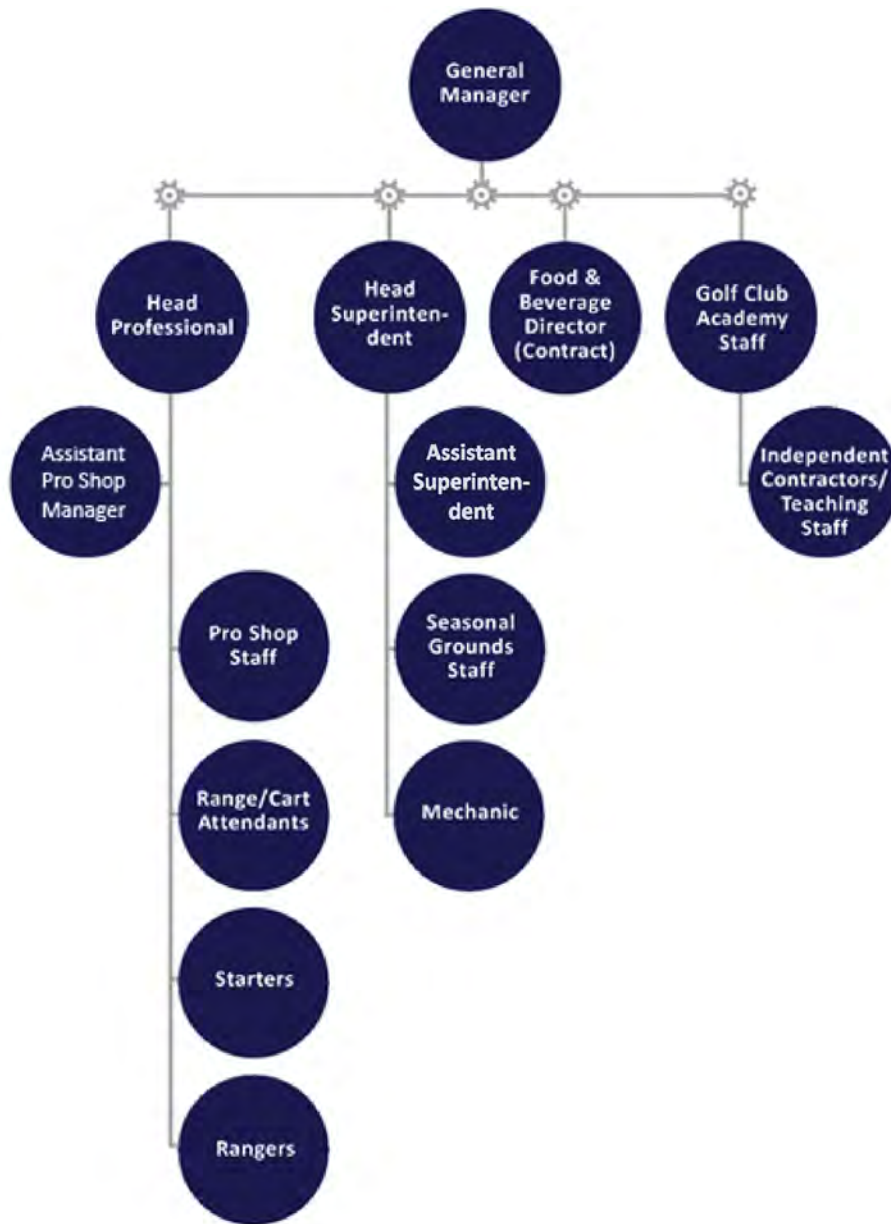 General
Manager
Head
Professional
Head
Superinten-
dent
Food &
Beverage
Director
(Contract)
Golf Club
Academy
Staff
Assistant
Pro Shop
Manager
Assistant
Superinten-
dent
Independent
Contractors/
Teaching
Staff
Pro Shop
Staff
Seasonal
Grounds
Staff
Range/Cart
Attendants
Mechanic
Starters
Rangers